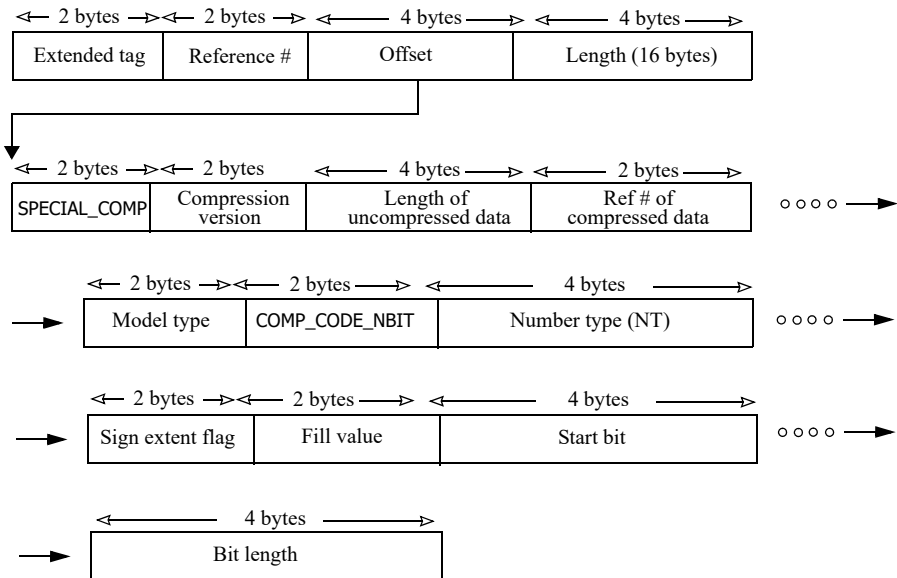 2 bytes 2 bytes 4 bytes 4 bytes
Extended tag Reference # Offset Length (16 bytes)
2 bytes 2 bytes 4 bytes 2 bytes
SPECIAL_COMP Compression version Length of uncompressed data Ref # of compressed data
2 bytes 2 bytes 4 bytes
Model type COMP_CODE_NBIT Number type (NT)
2 bytes 2 bytes 4 bytes
Sign extent flag Fill value Start bit
4 bytes
Bit length